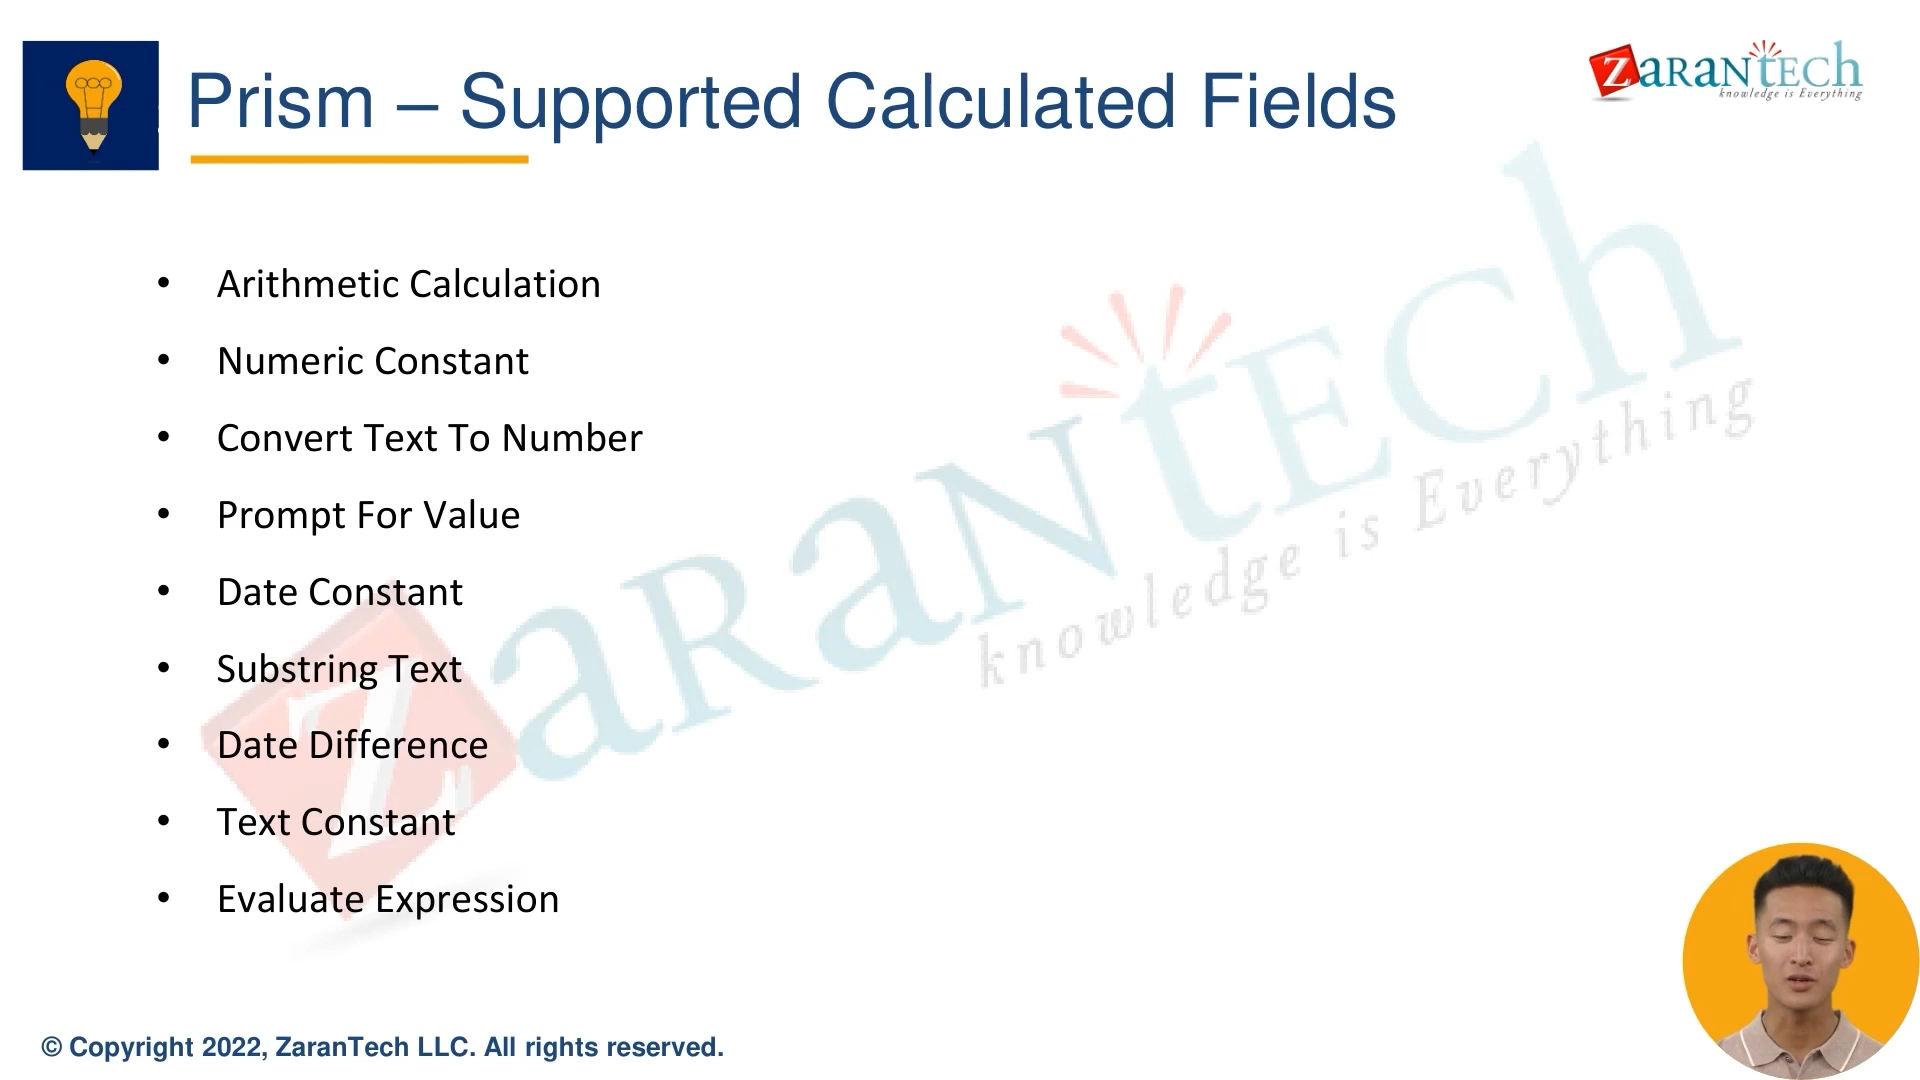 Prism – Supported Calculated Fields
ZARANTECH
knowledge is Everything
• Arithmetic Calculation
• Numeric Constant
• Convert Text To Number
• Prompt For Value
• Date Constant
• Substring Text
• Date Difference
• Text Constant
• Evaluate Expression
ZaRaNTECh
knowledge is Everything
© Copyright 2022, ZaranTech LLC. All rights reserved.